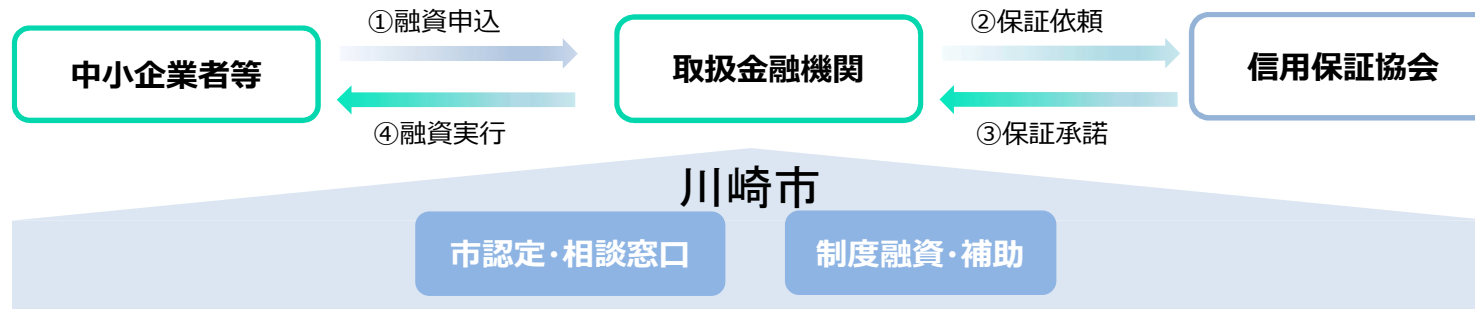 ①融資申込
②保証依頼
中小企業者等
取扱金融機関
信用保証協会
④融資実行
③保証承諾
川崎市
市認定･相談窓口
制度融資･補助